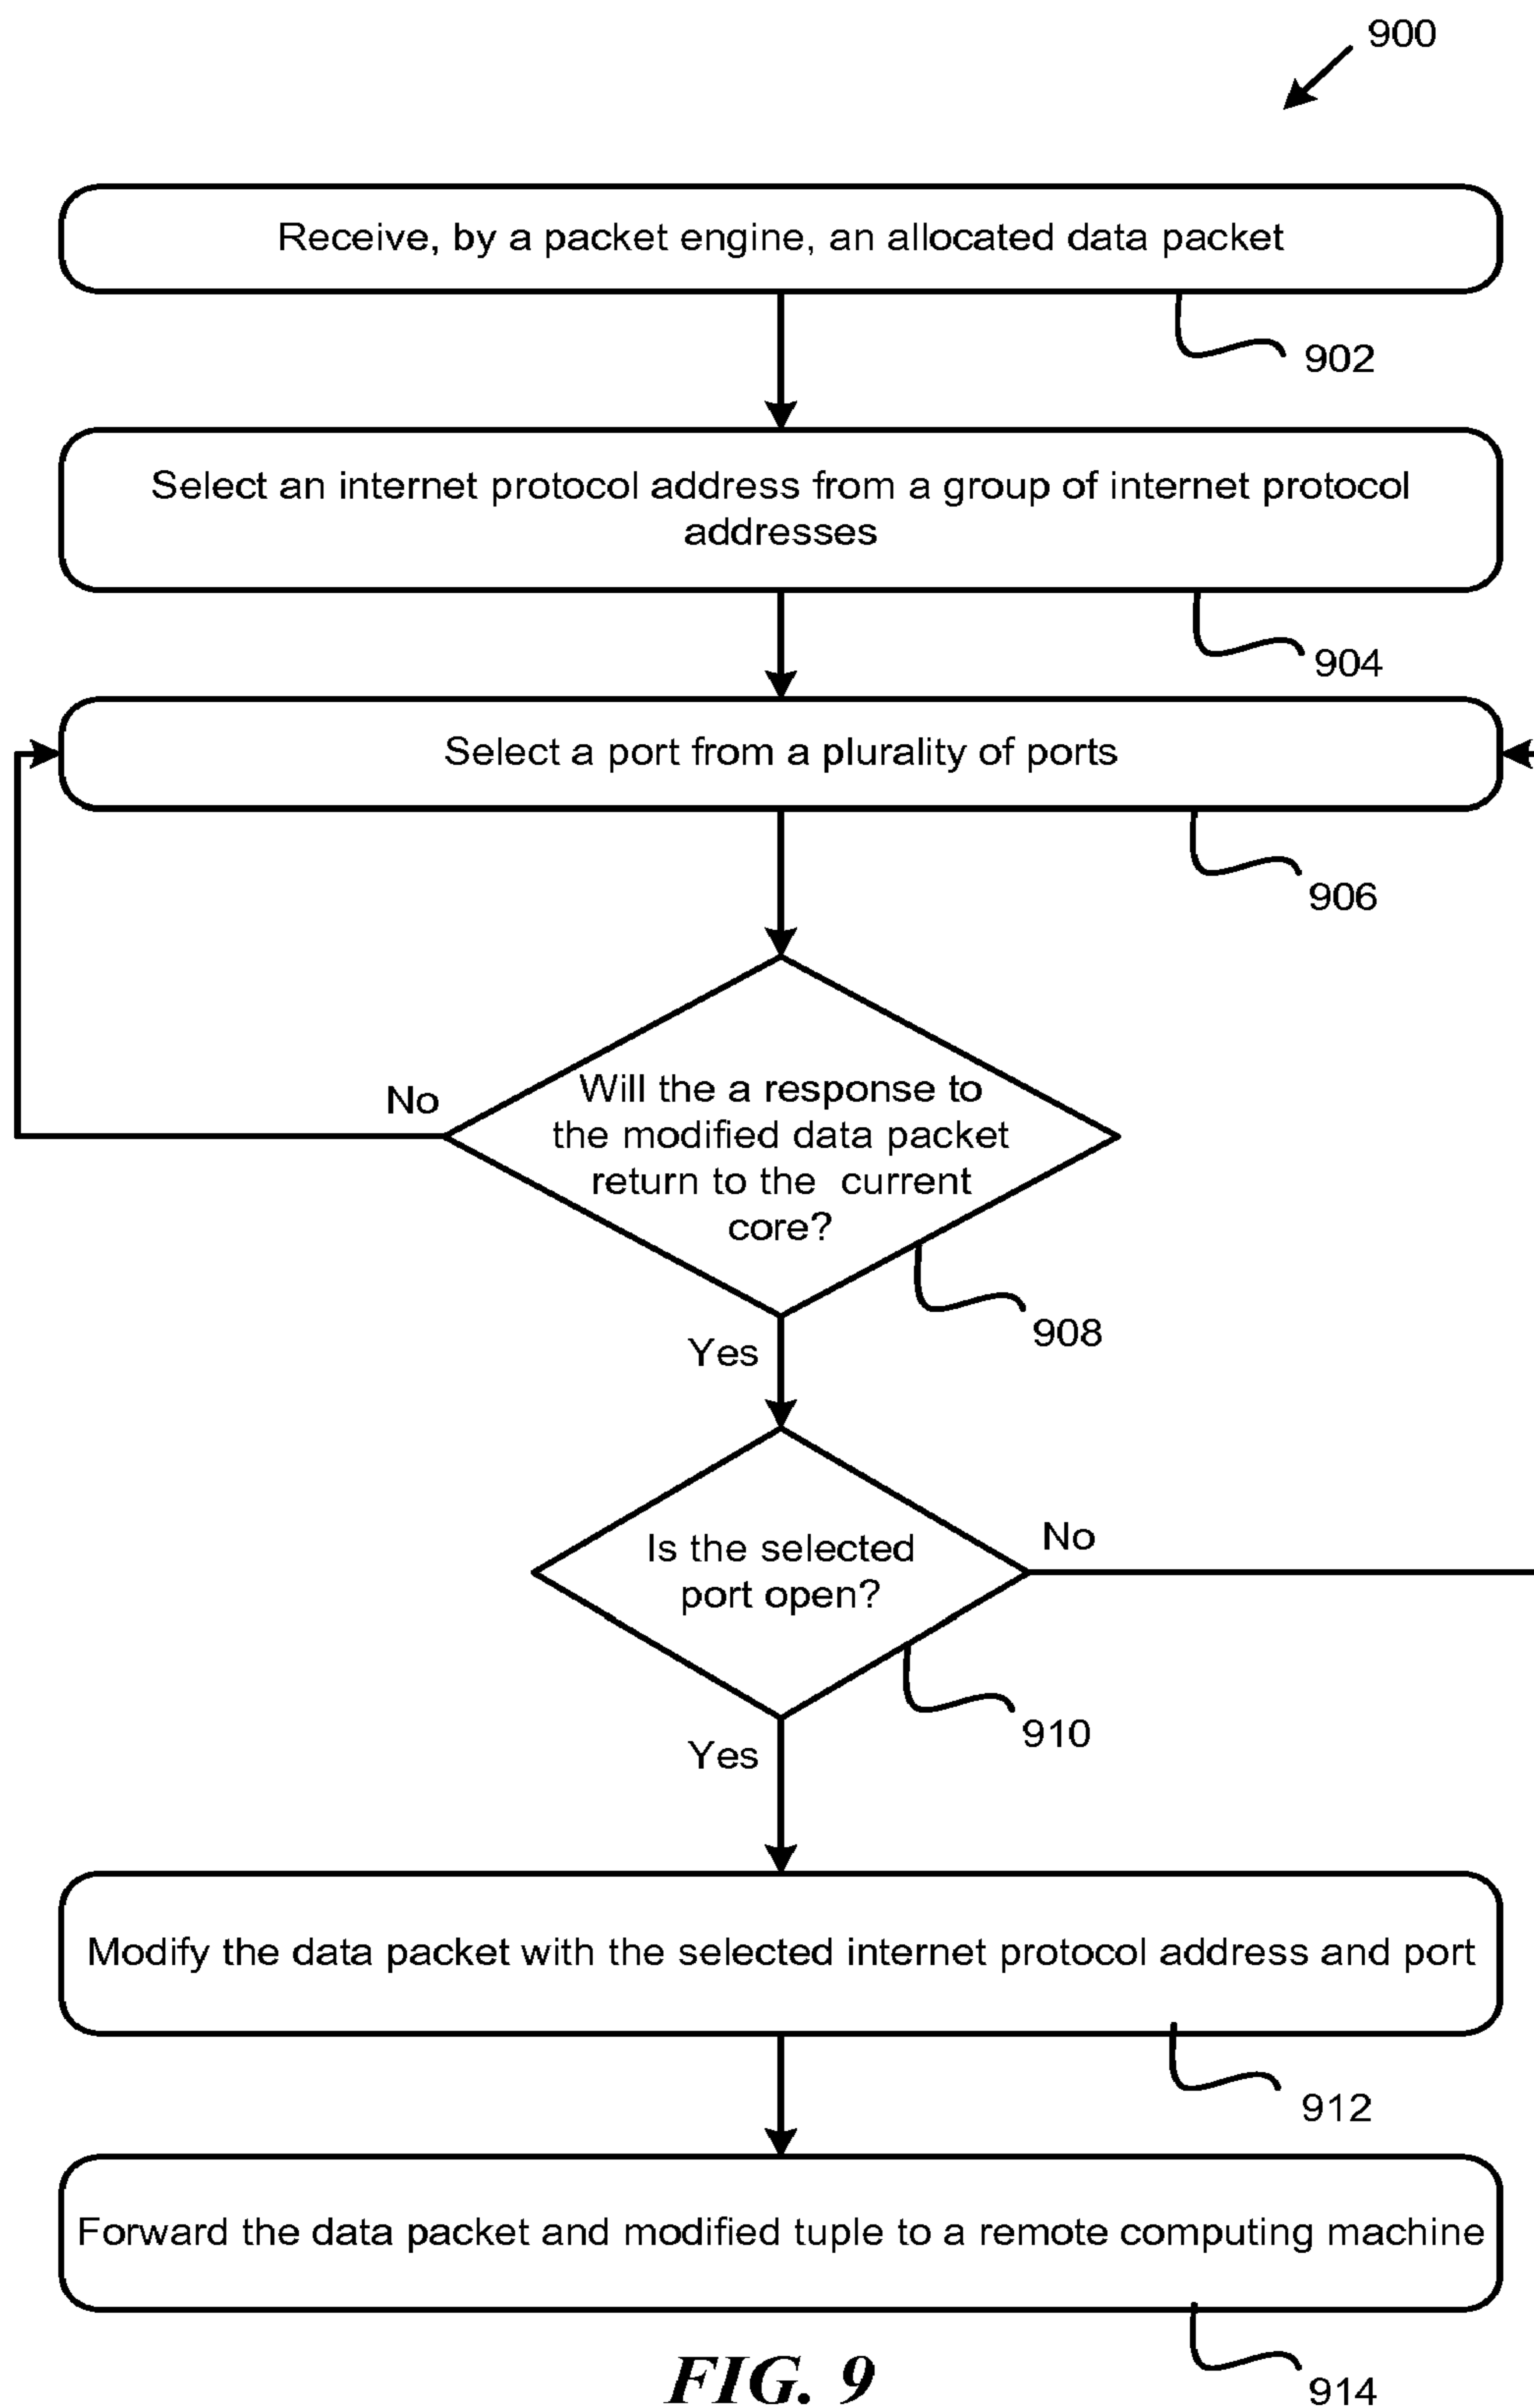 900
Receive, by a packet engine, an allocated data packet
902
Select an internet protocol address from a group of internet protocol
addresses
904
Select a port from a plurality of ports
906
No
Will the a response to
the modified data packet
return to the current
core?
908
Yes
Is the selected
port open?
No
910
Yes
Modify the data packet with the selected internet protocol address and port
912
Forward the data packet and modified tuple to a remote computing machine
914
FIG. 9